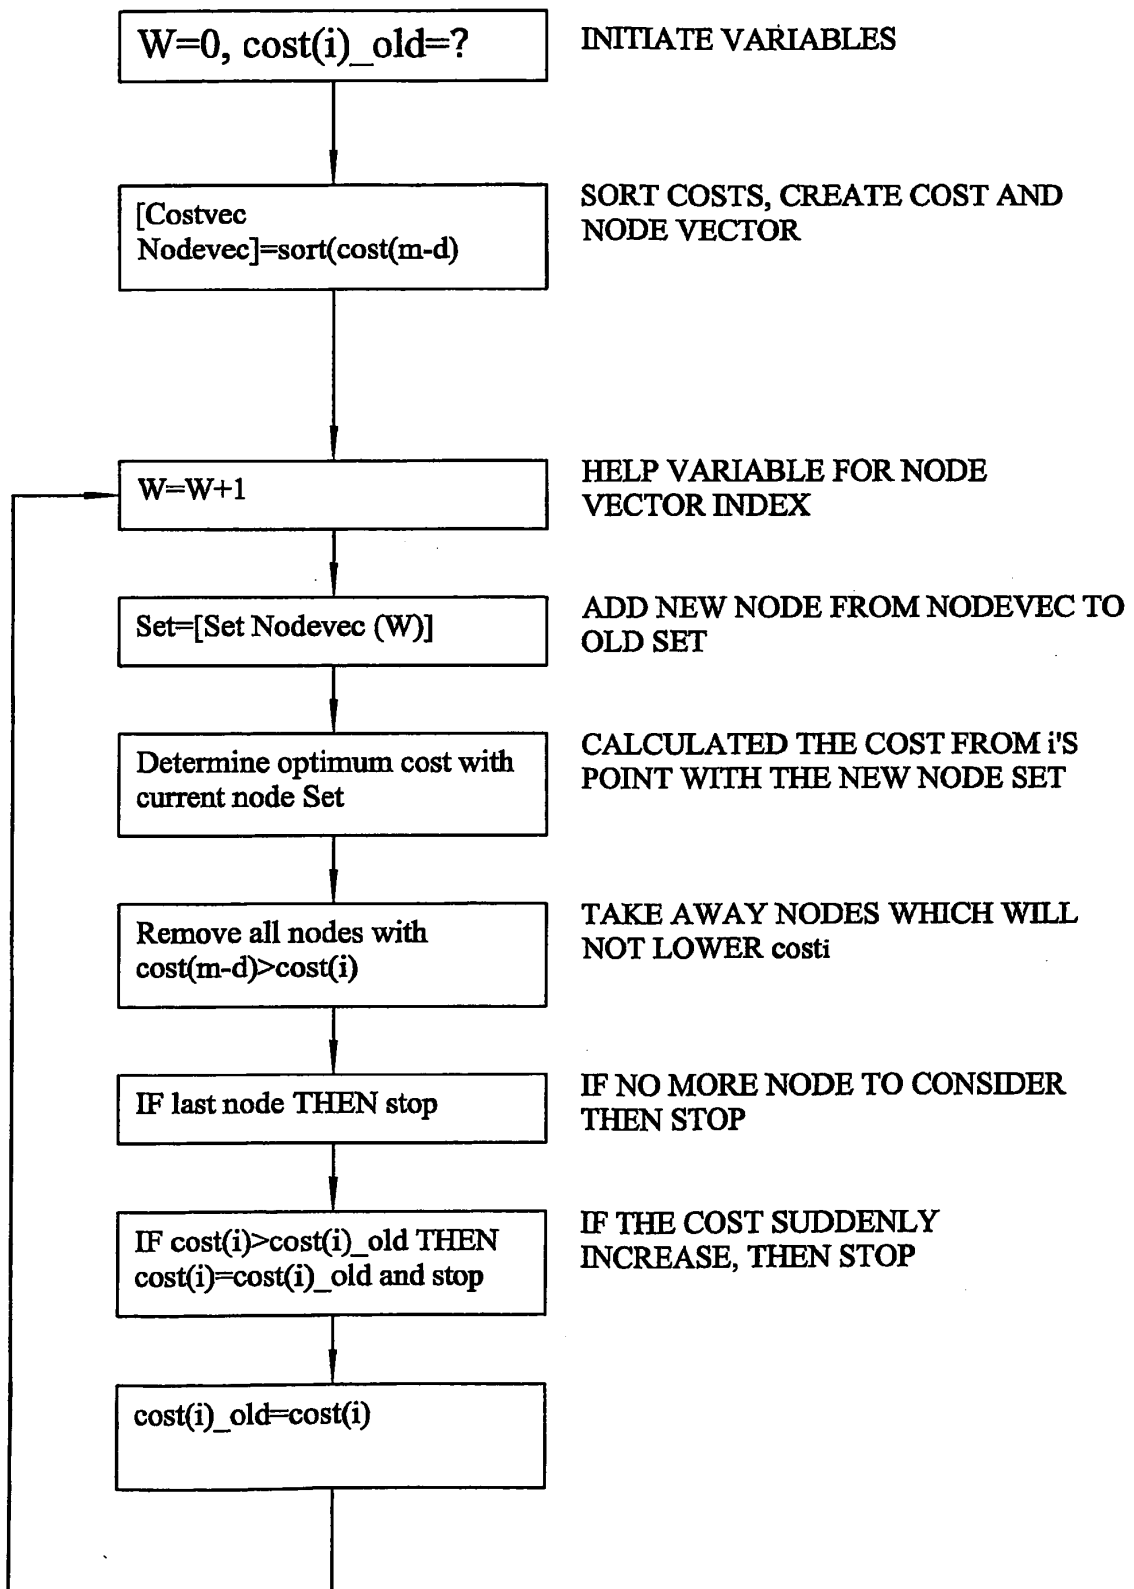 W=0, cost(i)_old=?
INITIATE VARIABLES
[Costvec
Nodevec]=sort(cost(m-d)
SORT COSTS, CREATE COST AND
NODE VECTOR
W=W+1
HELP VARIABLE FOR NODE
VECTOR INDEX
Set=[Set Nodevec (W)]
ADD NEW NODE FROM NODEVEC TO
OLD SET
Determine optimum cost with
current node Set
CALCULATED THE COST FROM i'S
POINT WITH THE NEW NODE SET
Remove all nodes with
cost(m-d)>cost(i)
TAKE AWAY NODES WHICH WILL
NOT LOWER costi
IF last node THEN stop
IF NO MORE NODE TO CONSIDER
THEN STOP
IF cost(i)>cost(i)_old THEN
cost(i)=cost(i)_old and stop
IF THE COST SUDDENLY
INCREASE, THEN STOP
cost(i)_old=cost(i)